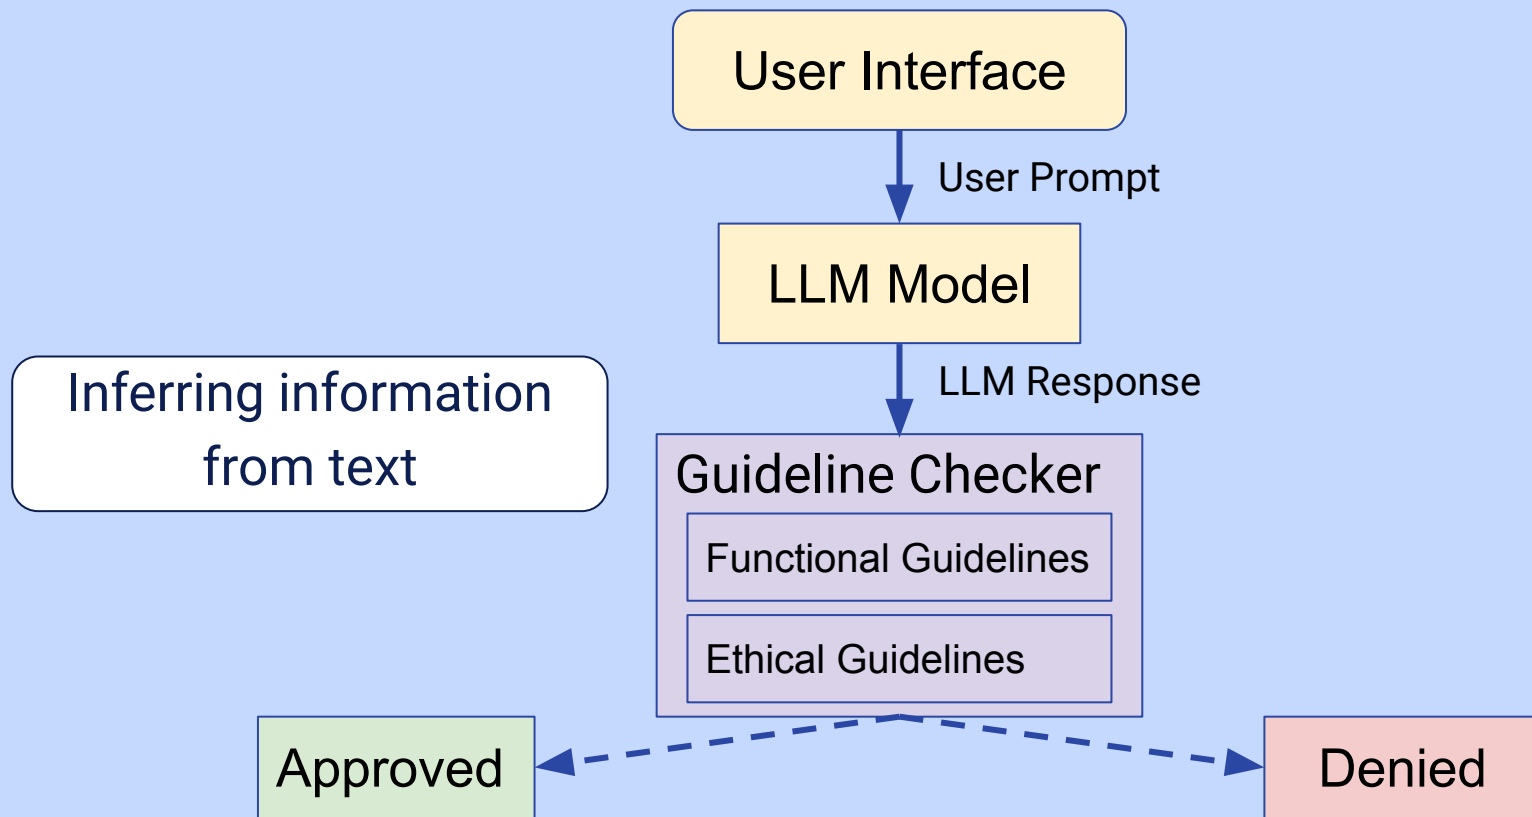 User Interface
User Prompt
LLM Model
LLM Response
Inferring information
from text
Guideline Checker
Functional Guidelines
Ethical Guidelines
Approved
Denied